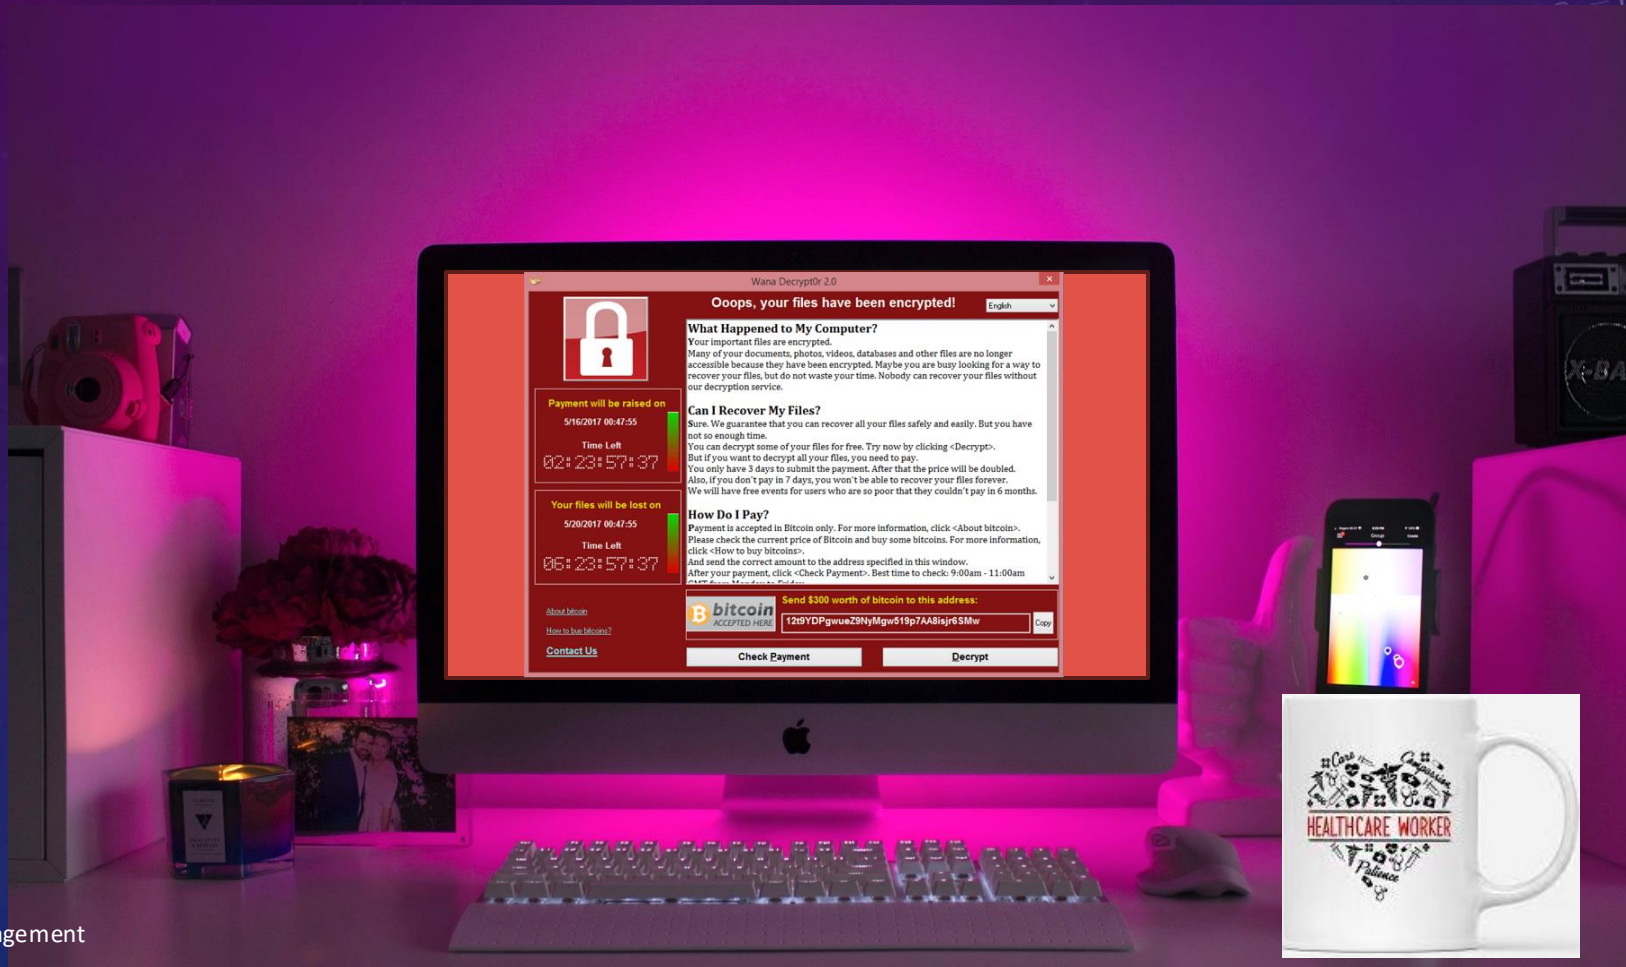 Wana Decrypt0r 2.0
Ooops, your files have been encrypted!
English
What Happened to My Computer?
Your important files are encrypted.
Many of your documents, photos, videos, databases and other files are no longer
accessible because they have been encrypted. Maybe you are busy looking for a way to
recover your files, but do not waste your time. Nobody can recover your files without
our decryption service.
Can I Recover My Files?
Sure. We guarantee that you can recover all your files safely and easily. But you have
not so enough time.
You can decrypt some of your files for free. Try now by clicking <Decrypt>.
But if you want to decrypt all your files, you need to pay.
You only have 3 days to submit the payment. After that the price will be doubled.
Also, if you don't pay in 7 days, you won't be able to recover your files forever.
We will have free events for users who are so poor that they couldn't pay in 6 months.
How Do I Pay?
Payment is accepted in Bitcoin only. For more information, click <About bitcoin>.
Please check the current price of Bitcoin and buy some bitcoins. For more information,
click <How to buy bitcoins>.
And send the correct amount to the address specified in this window.
After your payment, click <Check Payment>. Best time to check: 9:00am - 11:00am
GMT from Monday to Friday
Payment will be raised on
5/16/2017 00:47:55
Time Left
02:23:57:37
Your files will be lost on
5/20/2017 00:47:55
Time Left
06:23:57:37
About bitcoin
How to buy bitcoins?
Contact Us
bitcoin
ACCEPTED HERE
Send $300 worth of bitcoin to this address:
12t9YDPgwueZ9NyMgw519p7AA8isjr6SMw
Copy
Check Payment
Decrypt
X-BA
Group
Care
Compassion
HEALTHCARE WORKER
Patience
gement